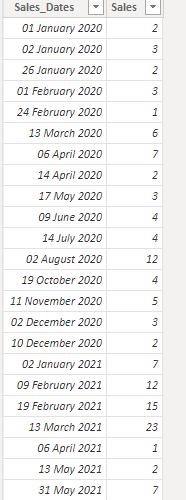 Sales_Dates Sales
01 January 2020 2
02 January 2020 3
26 January 2020 2
01 February 2020 3
24 February 2020 1
13 March 2020 6
06 April 2020 7
14 April 2020 2
17 May 2020 3
09 June 2020 4
14 July 2020 4
02 August 2020 12
19 October 2020 4
11 November 2020 5
02 December 2020 3
10 December 2020 2
02 January 2021 7
09 February 2021 12
19 February 2021 15
13 March 2021 23
06 April 2021 1
13 May 2021 2
31 May 2021 7